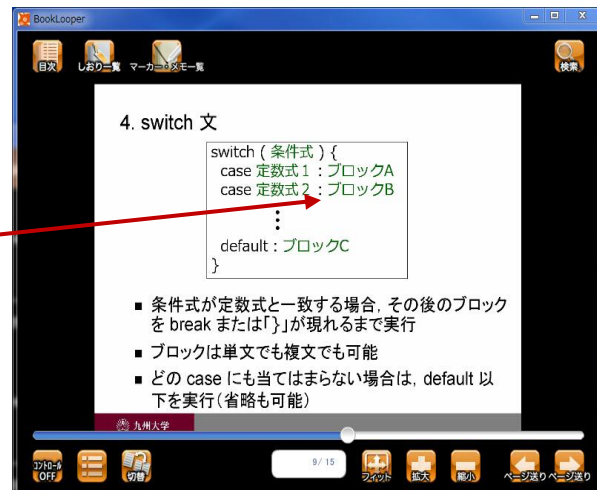 BookLooper
目次
しおり一覧
マーカー・メモ一覧
検索
4. switch 文
switch ( 条件式 ) {
case 定数式1 : ブロックA
case 定数式2 : ブロックB
⋮
default : ブロックC
}
■ 条件式が定数式と一致する場合, その後のブロック
を break または「}」が現れるまで実行
■ ブロックは単文でも複文でも可能
■ どの case にも当てはまらない場合は, default 以
下を実行(省略も可能)
九州大学
コントロール
OFF
切替
9/ 15
フィット
拡大
縮小
ページ送り
ページ送り